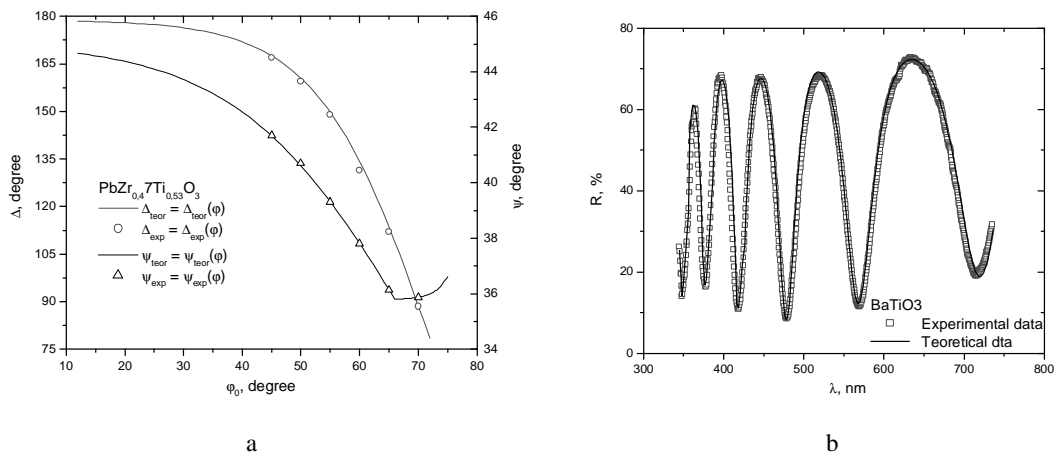 180
165
150
135
120
105
90
75
Δ, degree
46
44
42
40
38
36
34
ψ, degree
PbZr0,47Ti0,53O3
Δteor = Δteor(φ)
Δexp = Δexp(φ)
ψteor = ψteor(φ)
ψexp = ψexp(φ)
10 20 30 40 50 60 70 80
φ0, degree
a
80
60
40
20
0
R, %
BaTiO3
Experimental data
Teoretical dta
300 400 500 600 700 800
λ, nm
b